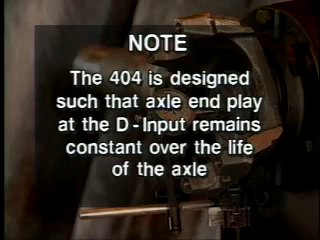 NOTE
The 404 is designed
such that axle end play
at the D - Input remains
constant over the life
of the axle